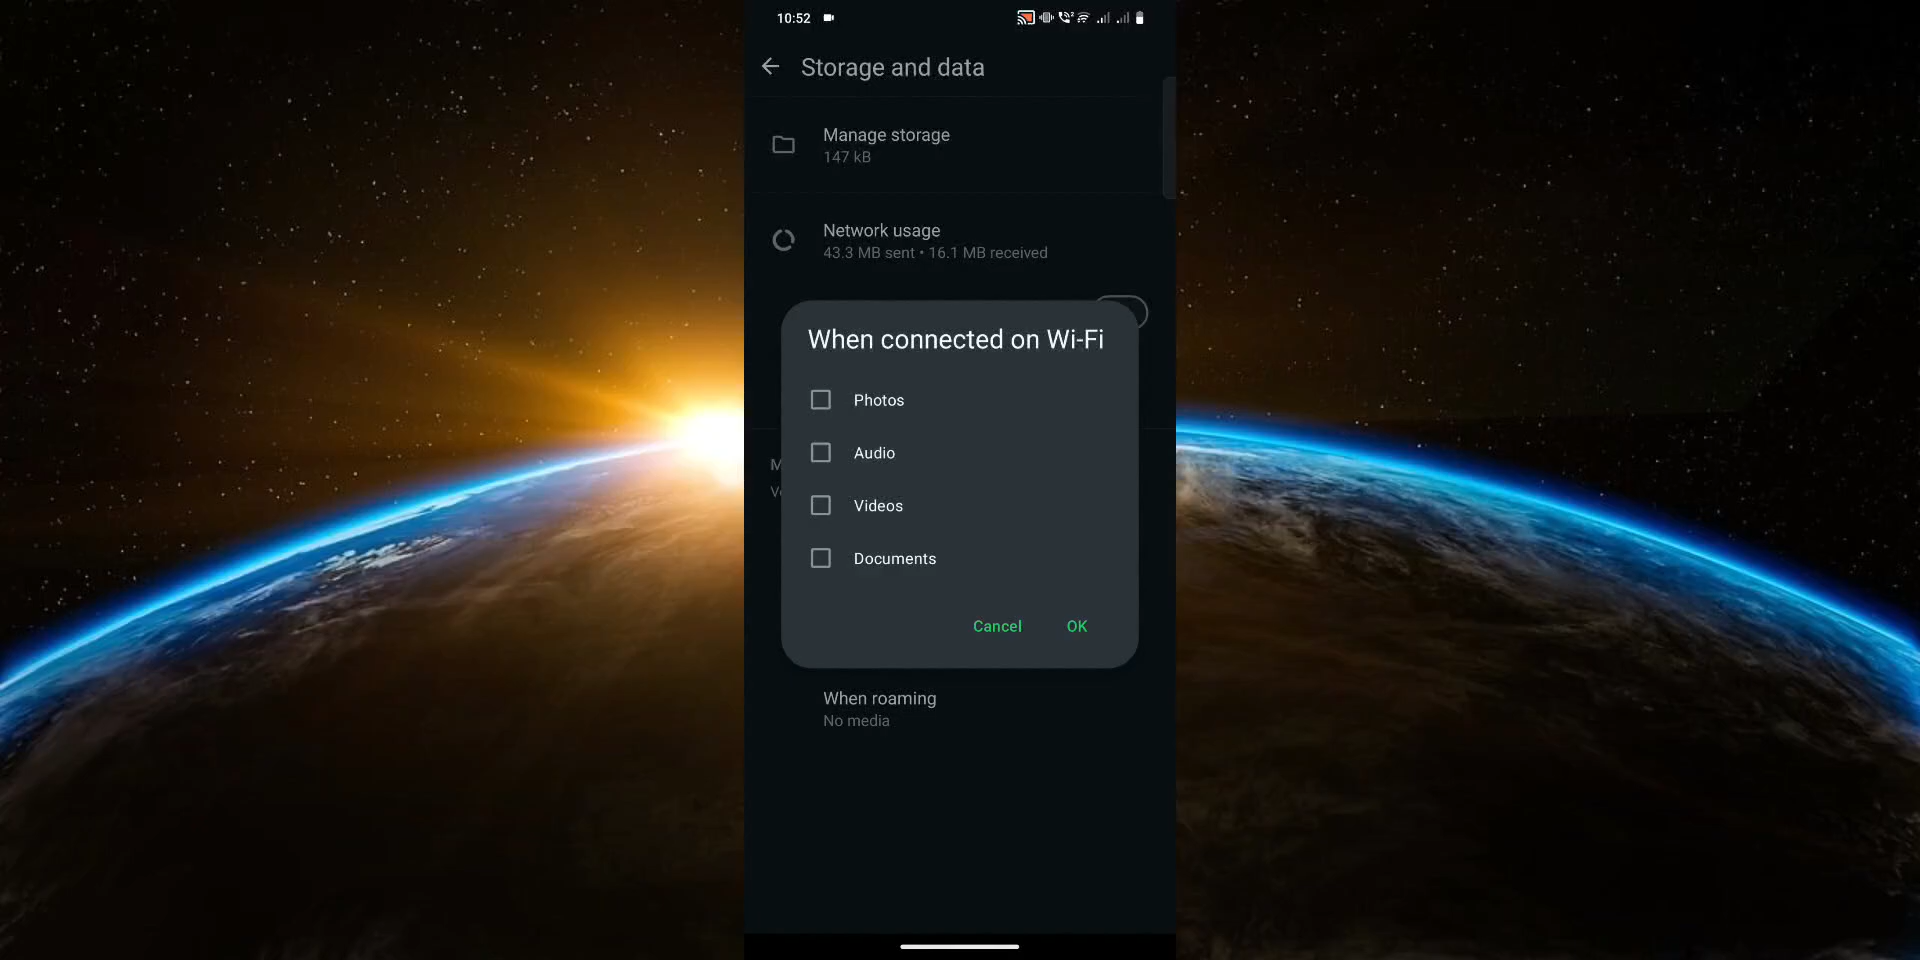 10:52
Storage and data
Manage storage
147 kB
Network usage
43.3 MB sent • 16.1 MB received
When connected on Wi-Fi
Photos
Audio
Videos
Documents
Cancel OK
When roaming
No media